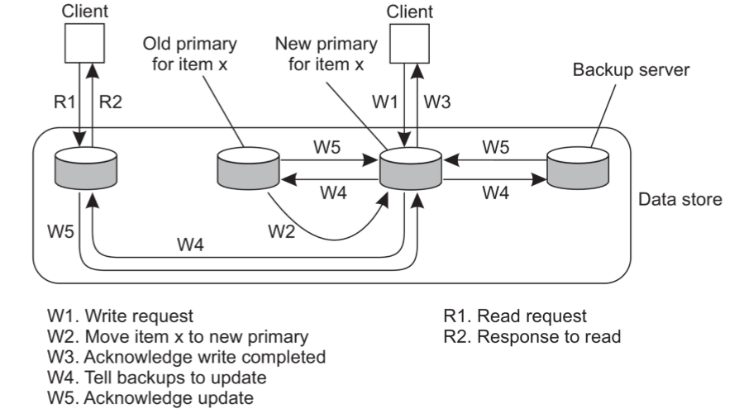 Client
Client
Old primary
for item x
New primary
for item x
Backup server
R1
R2
W1
W3
W5
W5
W4
W4
Data store
W5
W2
W4
W1. Write request
W2. Move item x to new primary
W3. Acknowledge write completed
W4. Tell backups to update
W5. Acknowledge update
R1. Read request
R2. Response to read